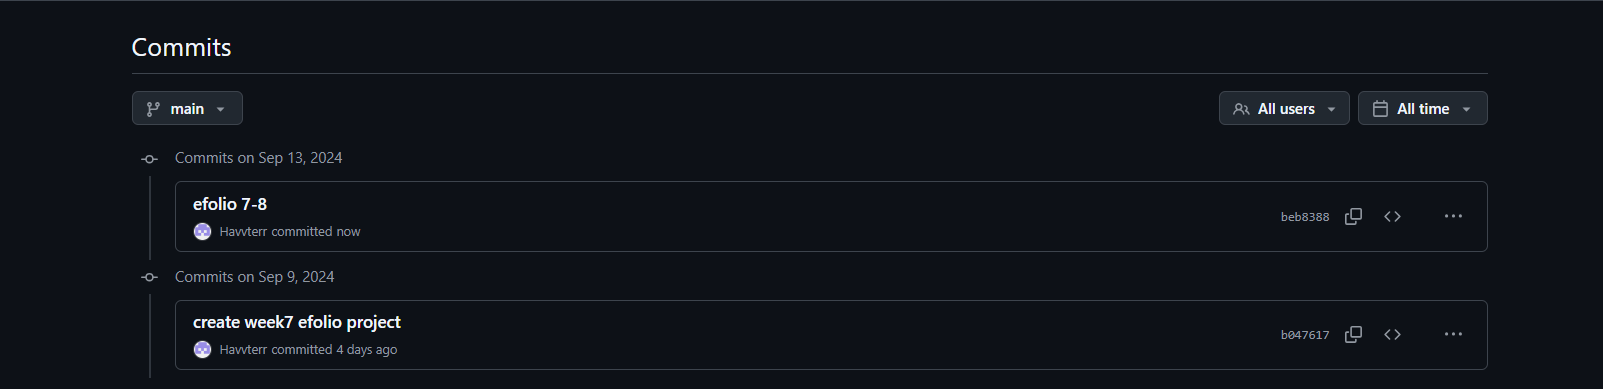 Commits
main
All users
All time
Commits on Sep 13, 2024
efolio 7-8
Havvterr committed now
beb8388
Commits on Sep 9, 2024
create week7 efolio project
Havvterr committed 4 days ago
b047617